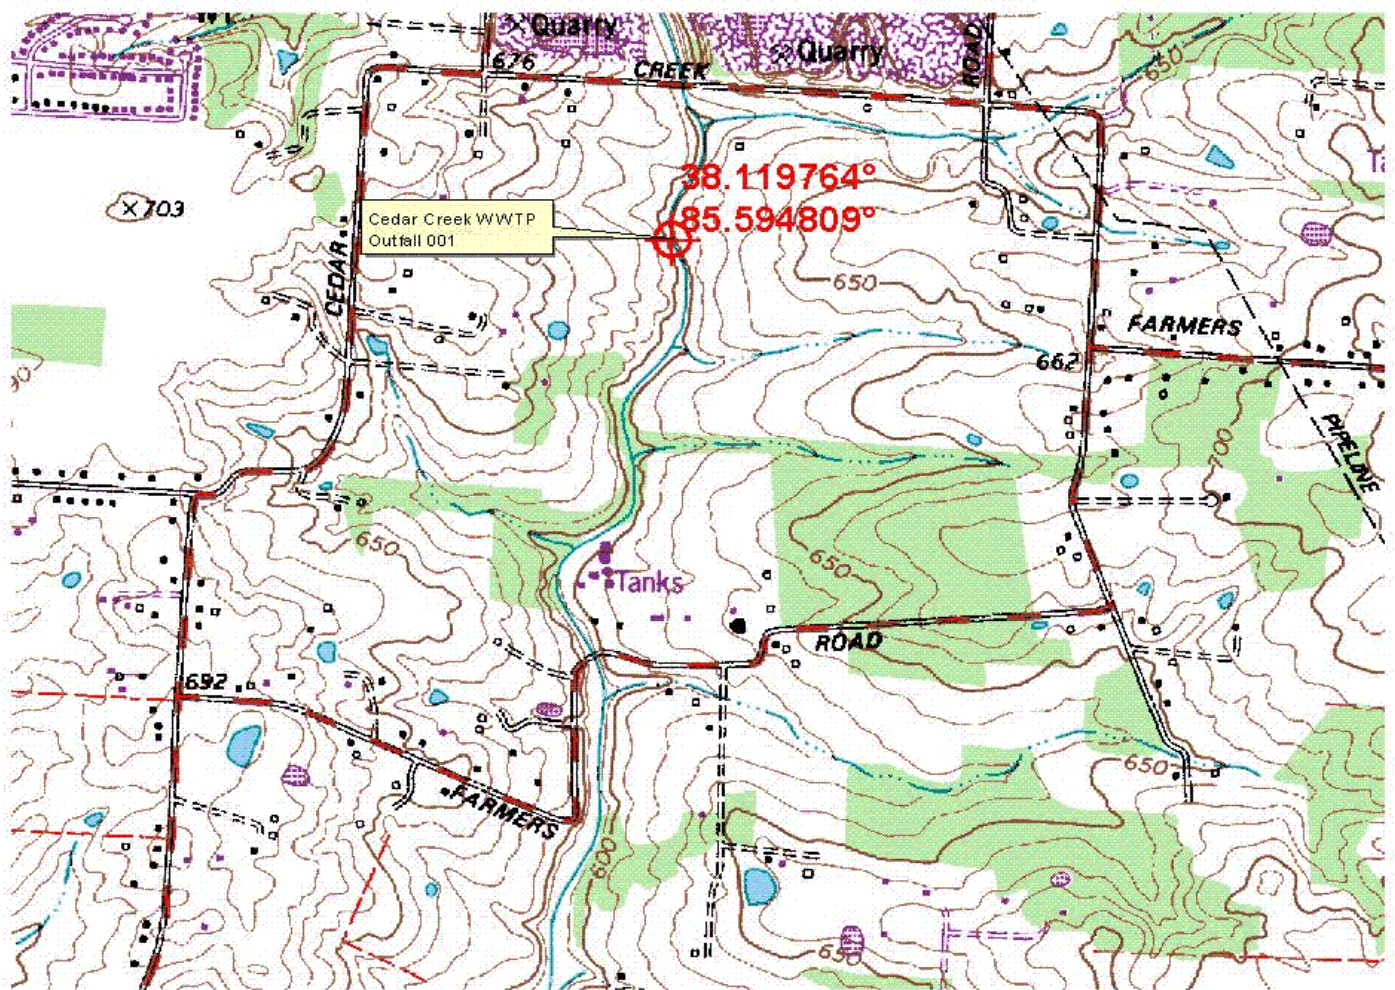 Quarry
Quarry
ROAD
676
CREEK
650
38.119764°
85.594809°
703
Cedar Creek WWTP
Outfall 001
CEDAR
650
FARMERS
662
PIPELINE
700
650
650
Tanks
ROAD
692
650
FARMERS
600
650